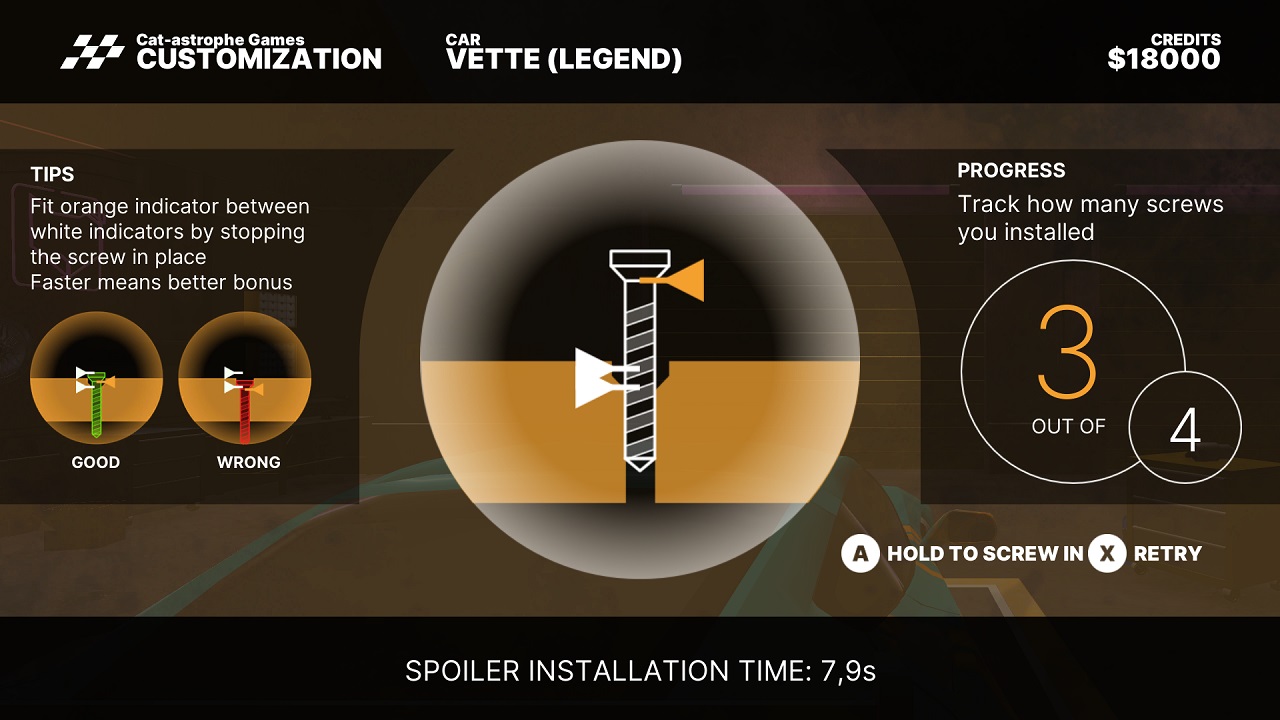 Cat-astrophe Games
CUSTOMIZATION
CAR
VETTE (LEGEND)
CREDITS
$18000
TIPS
Fit orange indicator between
white indicators by stopping
the screw in place
Faster means better bonus
GOOD
WRONG
PROGRESS
Track how many screws
you installed
3
OUT OF
4
A HOLD TO SCREW IN X RETRY
SPOILER INSTALLATION TIME: 7,9s